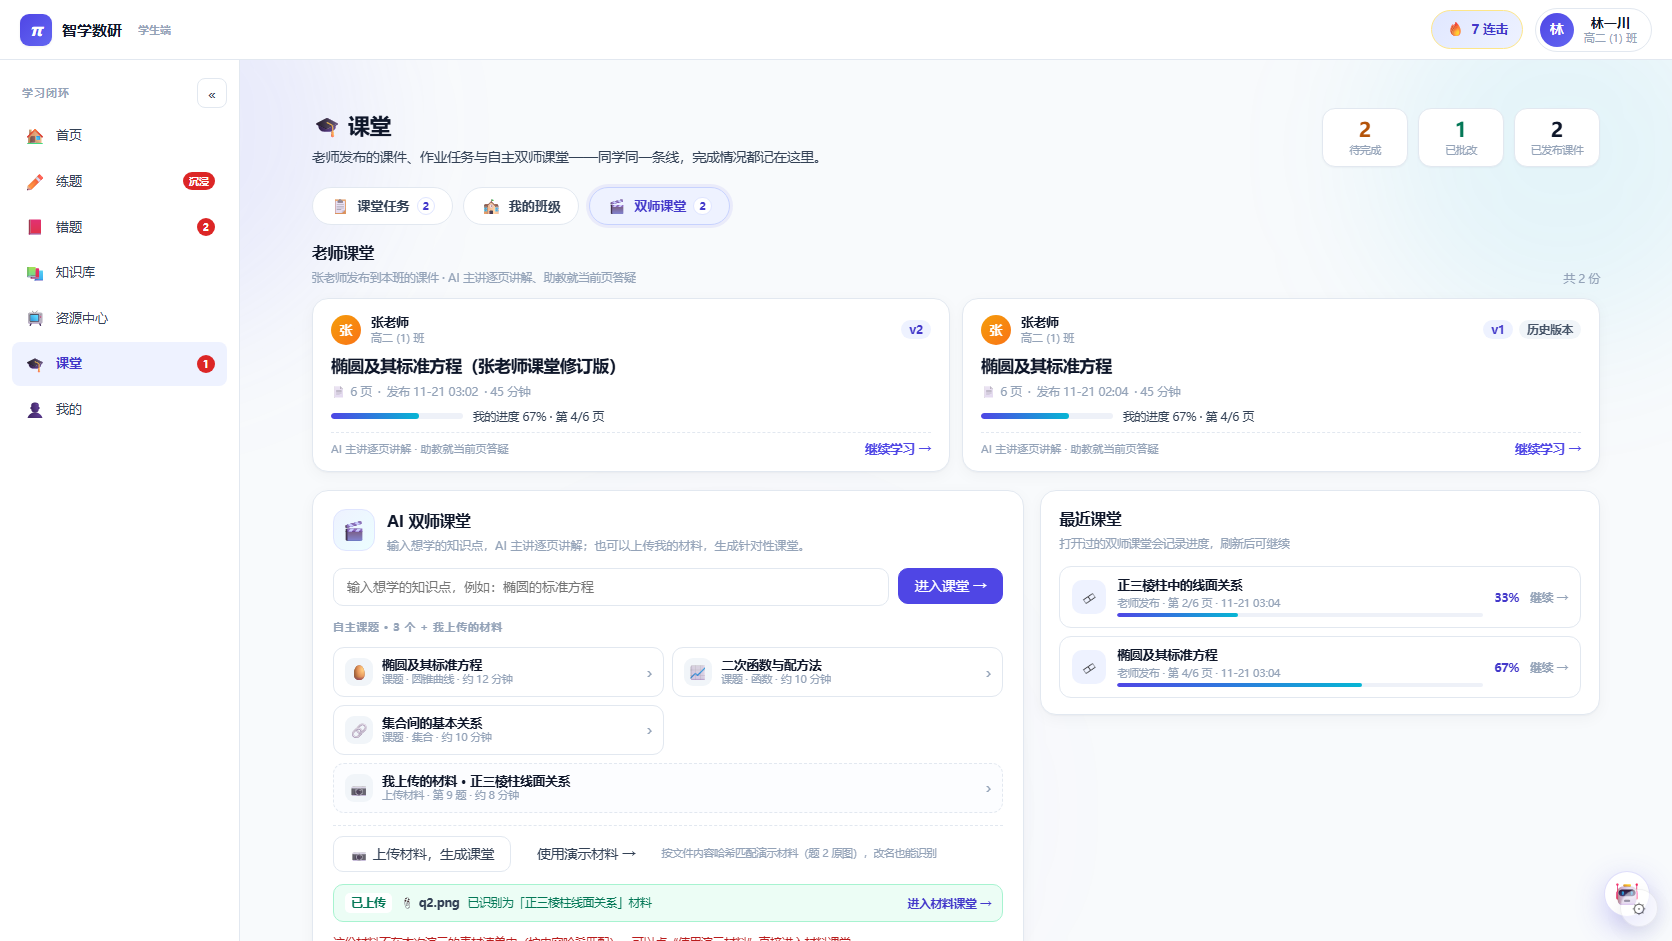 π 智学数研 学生端
7 连击
林 林一川
高二 (1) 班
学习闭环 «
首页
练题 沉浸
错题 2
知识库
资源中心
课堂 1
我的
课堂
老师发布的课件、作业任务与自主双师课堂——同学同一条线，完成情况都记在这里。
2 待完成
1 已批改
2 已发布课件
课堂任务 2
我的班级
双师课堂 2
老师课堂
张老师发布到本班的课件 · AI 主讲逐页讲解、助教就当前页答疑
共 2 份
张 张老师
高二 (1) 班
v2
椭圆及其标准方程（张老师课堂修订版）
6 页 · 发布 11-21 03:02 · 45 分钟
我的进度 67% · 第 4/6 页
AI 主讲逐页讲解 · 助教就当前页答疑
继续学习 →
张 张老师
高二 (1) 班
v1 历史版本
椭圆及其标准方程
6 页 · 发布 11-21 02:04 · 45 分钟
我的进度 67% · 第 4/6 页
AI 主讲逐页讲解 · 助教就当前页答疑
继续学习 →
AI 双师课堂
输入想学的知识点，AI 主讲逐页讲解；也可以上传我的材料，生成针对性课堂。
输入想学的知识点，例如：椭圆的标准方程
进入课堂 →
自主课题 • 3 个 + 我上传的材料
椭圆及其标准方程
课题 · 圆锥曲线 · 约 12 分钟
›
二次函数与配方法
课题 · 函数 · 约 10 分钟
›
集合间的基本关系
课题 · 集合 · 约 10 分钟
›
我上传的材料 • 正三棱柱线面关系
上传材料 · 第 9 题 · 约 8 分钟
›
上传材料，生成课堂
使用演示材料 →
按文件内容哈希匹配演示材料（题 2 原图），改名也能识别
已上传 q2.png 已识别为「正三棱柱线面关系」材料
进入材料课堂 →
最近课堂
打开过的双师课堂会记录进度，刷新后可继续
正三棱柱中的线面关系
老师发布 · 第 2/6 页 · 11-21 03:04
33% 继续 →
椭圆及其标准方程
老师发布 · 第 4/6 页 · 11-21 03:04
67% 继续 →